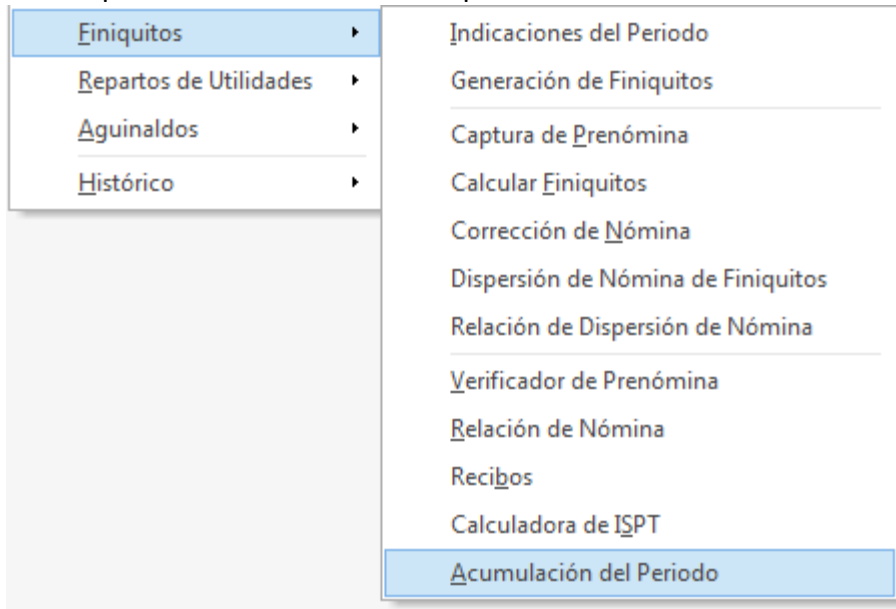 Finiquitos
Repartos de Utilidades
Aguinaldos
Histórico
Indicaciones del Periodo
Generación de Finiquitos
Captura de Prenómina
Calcular Finiquitos
Corrección de Nómina
Dispersión de Nómina de Finiquitos
Relación de Dispersión de Nómina
Verificador de Prenómina
Relación de Nómina
Recibos
Calculadora de ISPT
Acumulación del Periodo